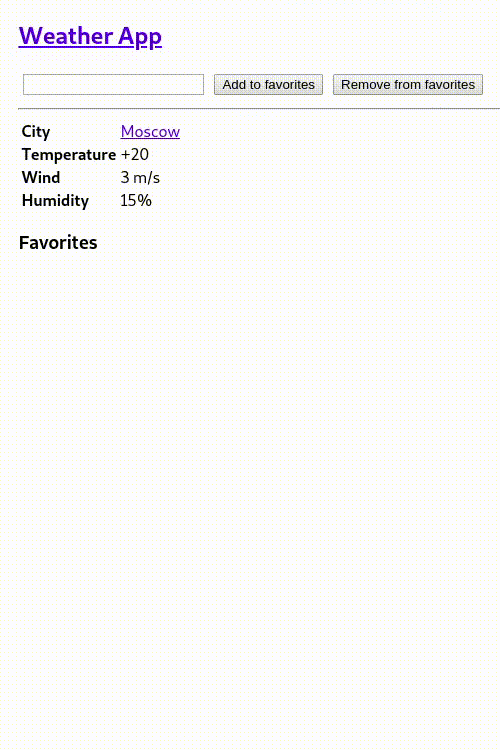 Weather App
Add to favorites Remove from favorites
City Moscow
Temperature +20
Wind 3 m/s
Humidity 15%
Favorites